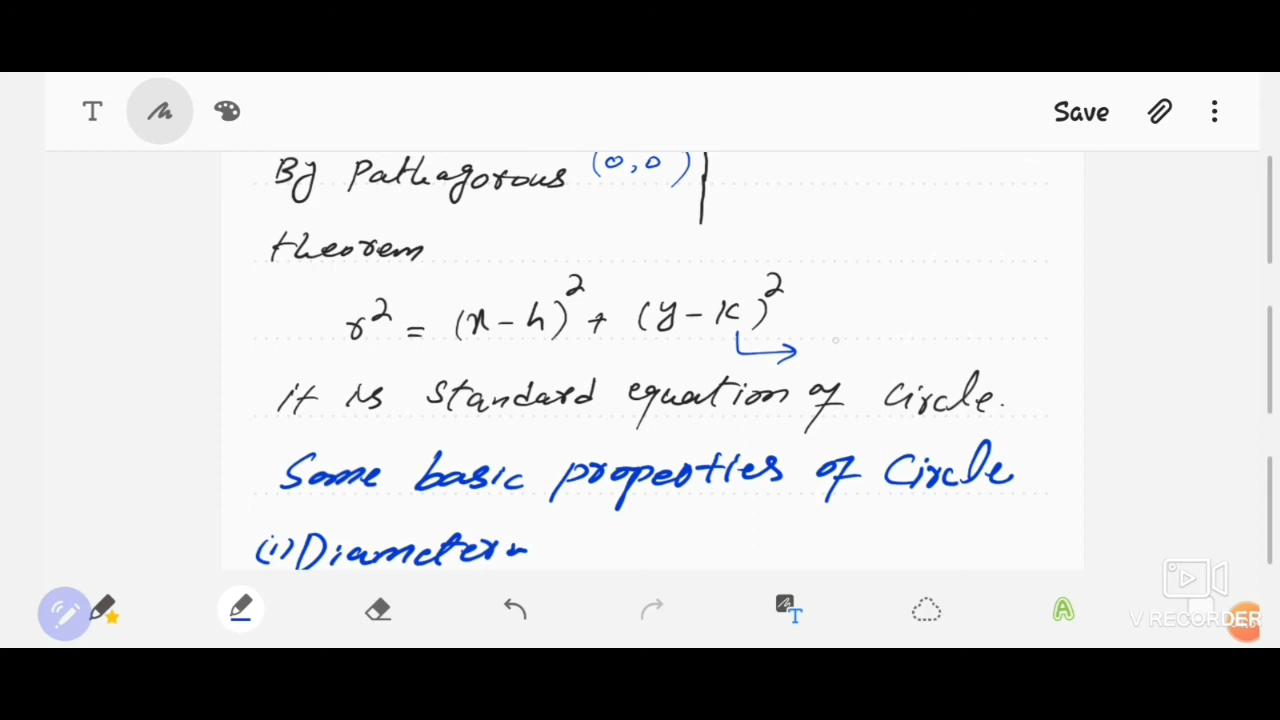 T Save
By Pathagorous (0,0)
theorem
r² = (x-h)² + (y-k)²
it is standard equation of circle.
Some basic properties of Circle
(i) Diameter
T A
V RECORDER